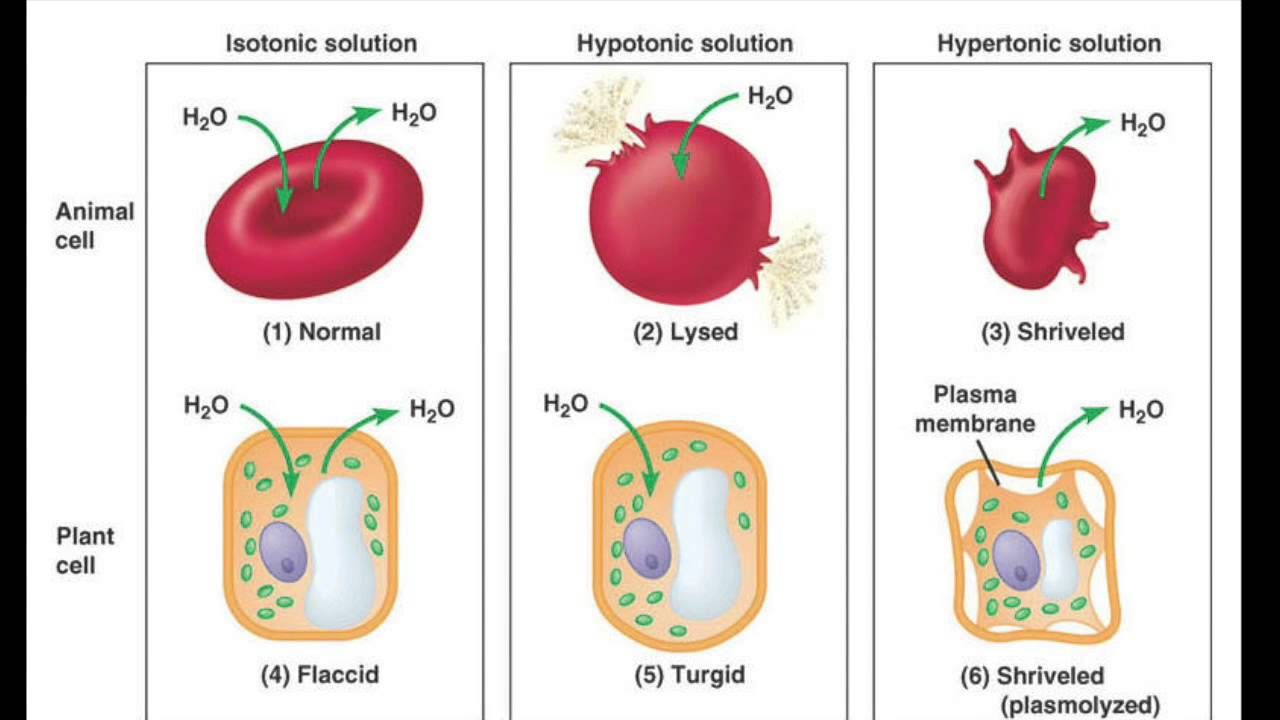 Isotonic solution
Hypotonic solution
Hypertonic solution
H₂O
H₂O
H₂O
H₂O
Animal
cell
(1) Normal
(2) Lysed
(3) Shriveled
H₂O
H₂O
H₂O
Plasma
membrane
H₂O
Plant
cell
(4) Flaccid
(5) Turgid
(6) Shriveled
(plasmolyzed)